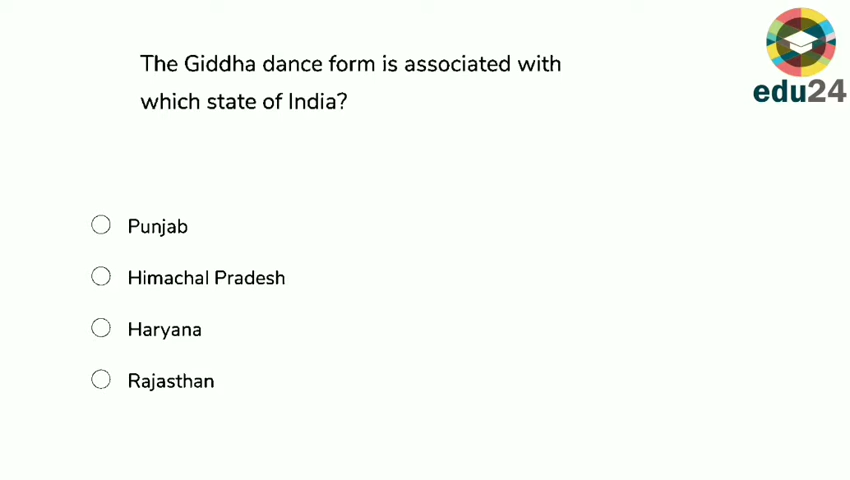 The Giddha dance form is associated with
which state of India?
Punjab
Himachal Pradesh
Haryana
Rajasthan
edu24